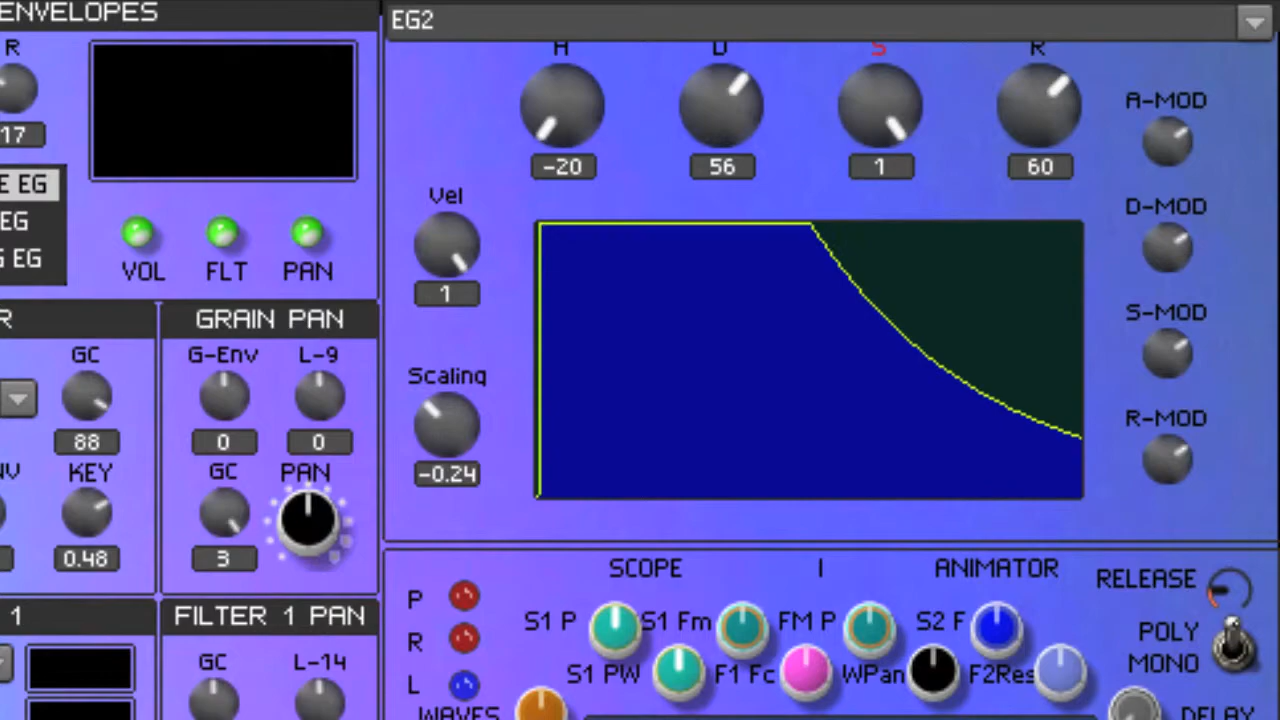 ENVELOPES
R
17
E EG
EG
EG
VOL FLT PAN
R
GC
88
KEY
0.48
GRAIN PAN
G-Env L-9
0 0
GC PAN
3
1
FILTER 1 PAN
GC L-14
EG2
A D S R
-20 56 1 60
Vel
1
Scaling
-0.24
A-MOD
D-MOD
S-MOD
R-MOD
SCOPE I ANIMATOR
P
R
L
S1 P S1 Fm FM P S2 F
S1 PW F1 Fc WPan F2Res
WAVES
RELEASE
POLY
MONO
DELAY